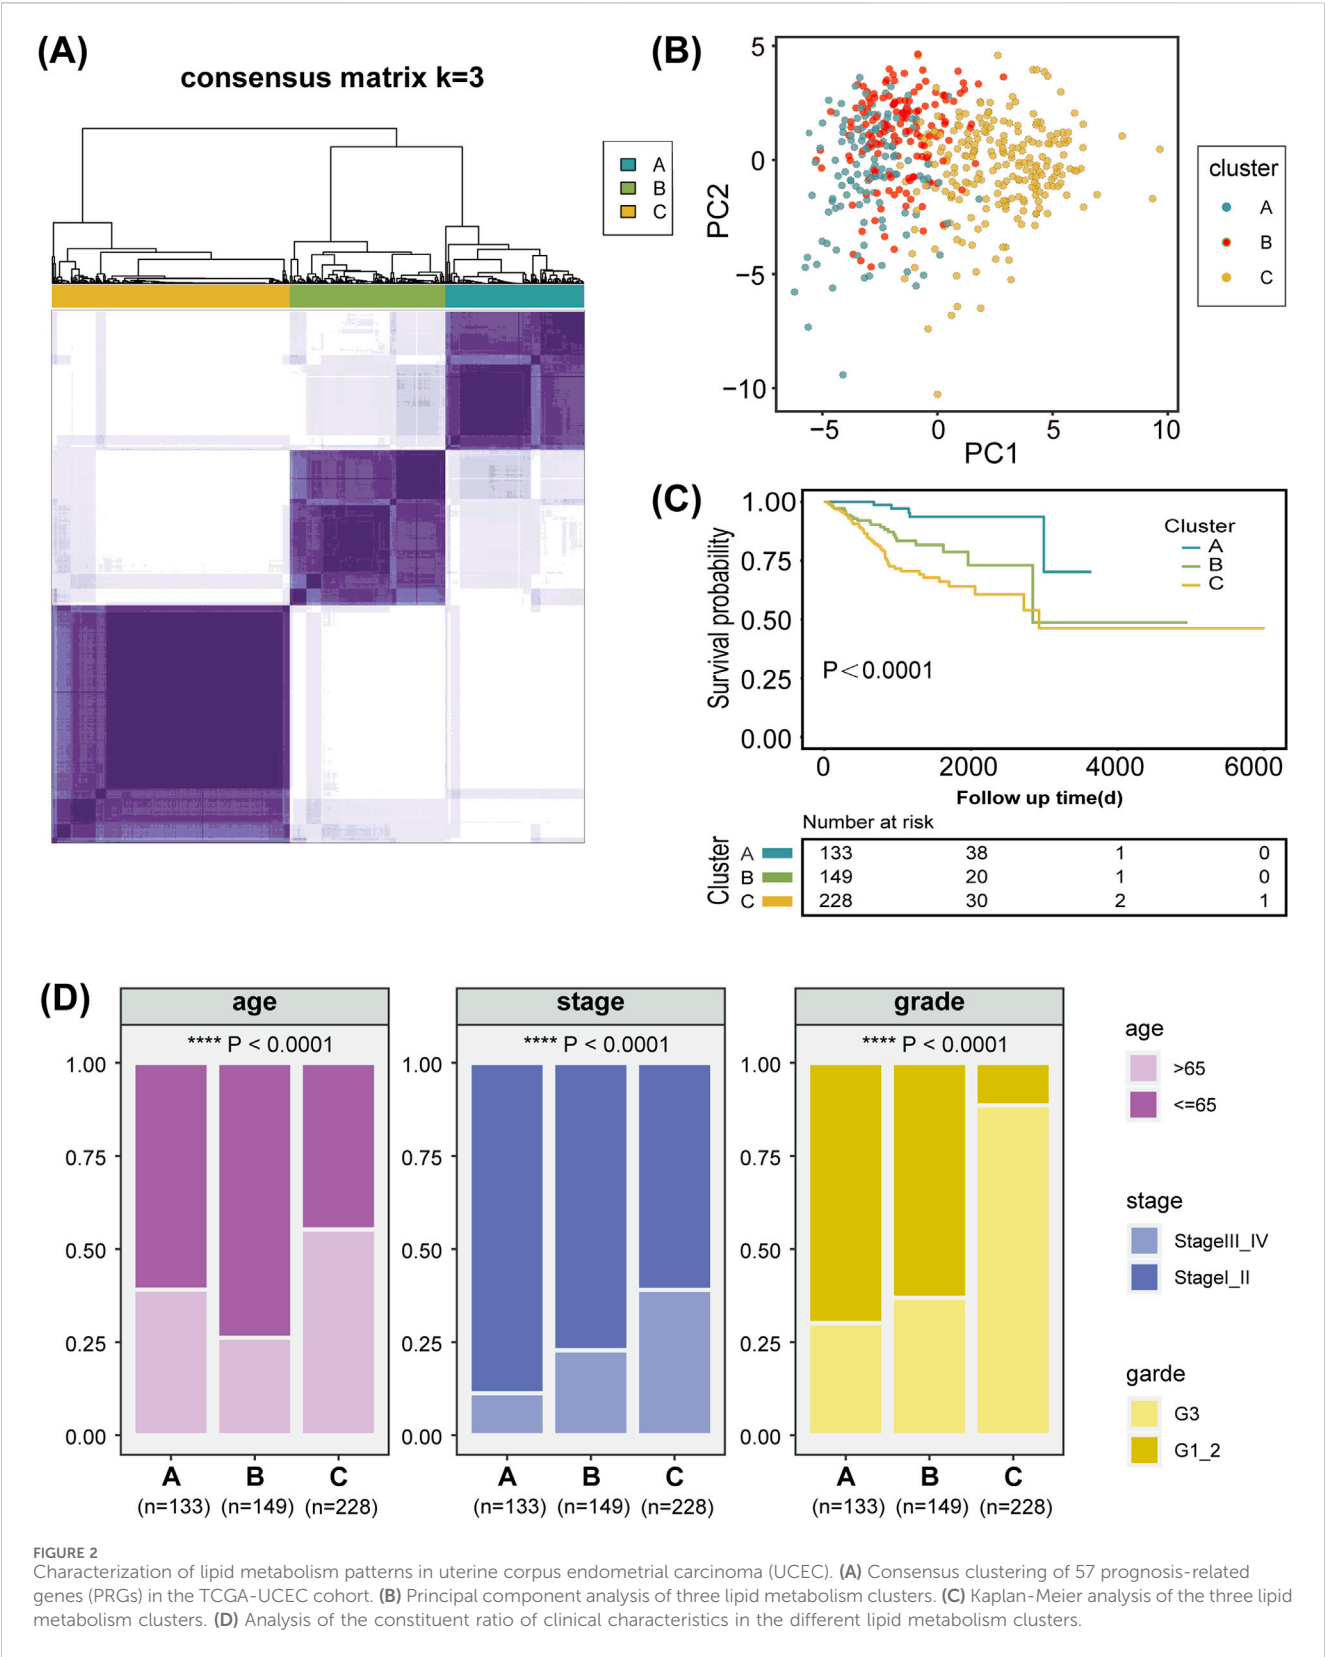 (A)
consensus matrix k=3
A
B
C
(B)
5
0
−5
−10
PC2
−5 0 5 10
PC1
cluster
A
B
C
(C)
1.00
0.75
0.50
0.25
0.00
Survival probability
Cluster
A
B
C
P<0.0001
0 2000 4000 6000
Follow up time(d)
Number at risk
Cluster
A 133 38 1 0
B 149 20 1 0
C 228 30 2 1
(D)
age
**** P < 0.0001
1.00
0.75
0.50
0.25
0.00
A B C
(n=133) (n=149) (n=228)
stage
**** P < 0.0001
1.00
0.75
0.50
0.25
0.00
A B C
(n=133) (n=149) (n=228)
grade
**** P < 0.0001
1.00
0.75
0.50
0.25
0.00
A B C
(n=133) (n=149) (n=228)
age
>65
<=65
stage
StageIII_IV
StageI_II
garde
G3
G1_2
FIGURE 2
Characterization of lipid metabolism patterns in uterine corpus endometrial carcinoma (UCEC). (A) Consensus clustering of 57 prognosis-related
genes (PRGs) in the TCGA-UCEC cohort. (B) Principal component analysis of three lipid metabolism clusters. (C) Kaplan-Meier analysis of the three lipid
metabolism clusters. (D) Analysis of the constituent ratio of clinical characteristics in the different lipid metabolism clusters.